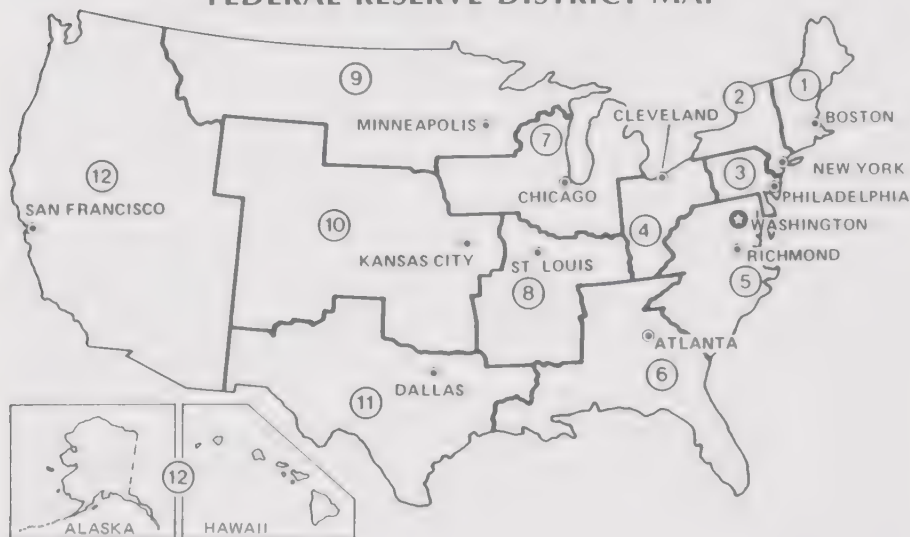 FEDERAL RESERVE DISTRICT MAP
1
2
9
CLEVELAND
MINNEAPOLIS
BOSTON
7
NEW YORK
12
3
CHICAGO
PHILADELPHIA
SAN FRANCISCO
10
4
WASHINGTON
KANSAS CITY
ST LOUIS
RICHMOND
8
5
ATLANTA
6
DALLAS
11
12
ALASKA
HAWAII